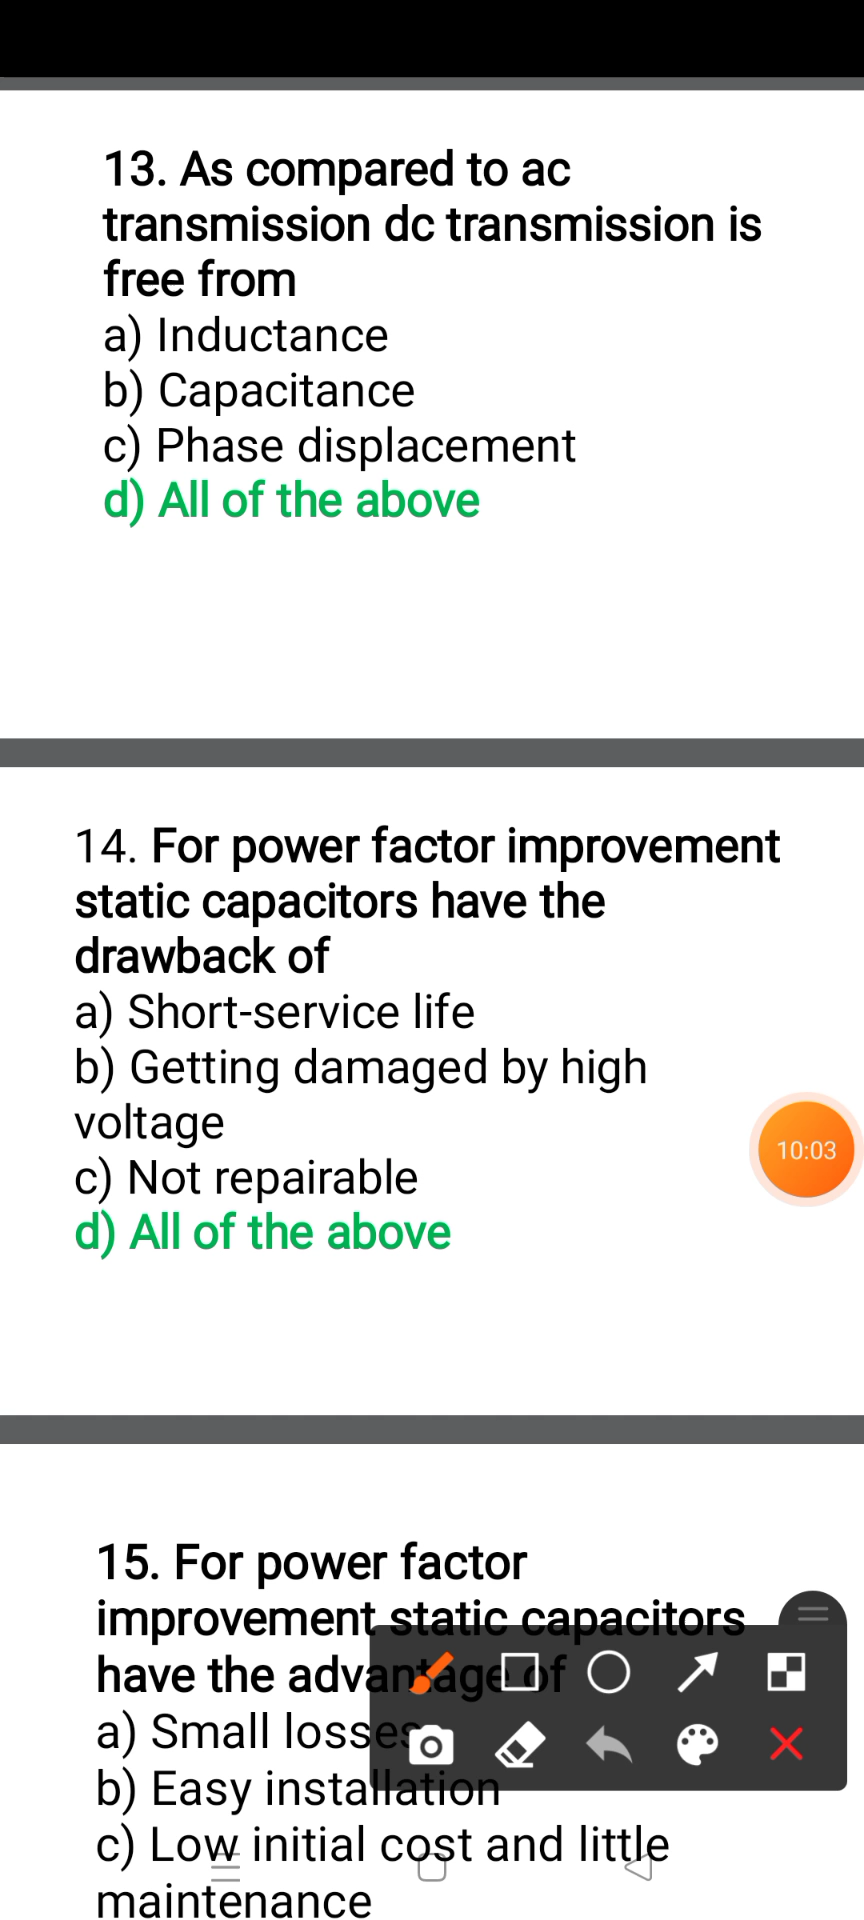 13. As compared to ac
transmission dc transmission is
free from
a) Inductance
b) Capacitance
c) Phase displacement
d) All of the above
14. For power factor improvement
static capacitors have the
drawback of
a) Short-service life
b) Getting damaged by high
voltage
c) Not repairable
d) All of the above
10:03
15. For power factor
improvement static capacitors
have the advantage of
a) Small losses
b) Easy installation
c) Low initial cost and little
maintenance